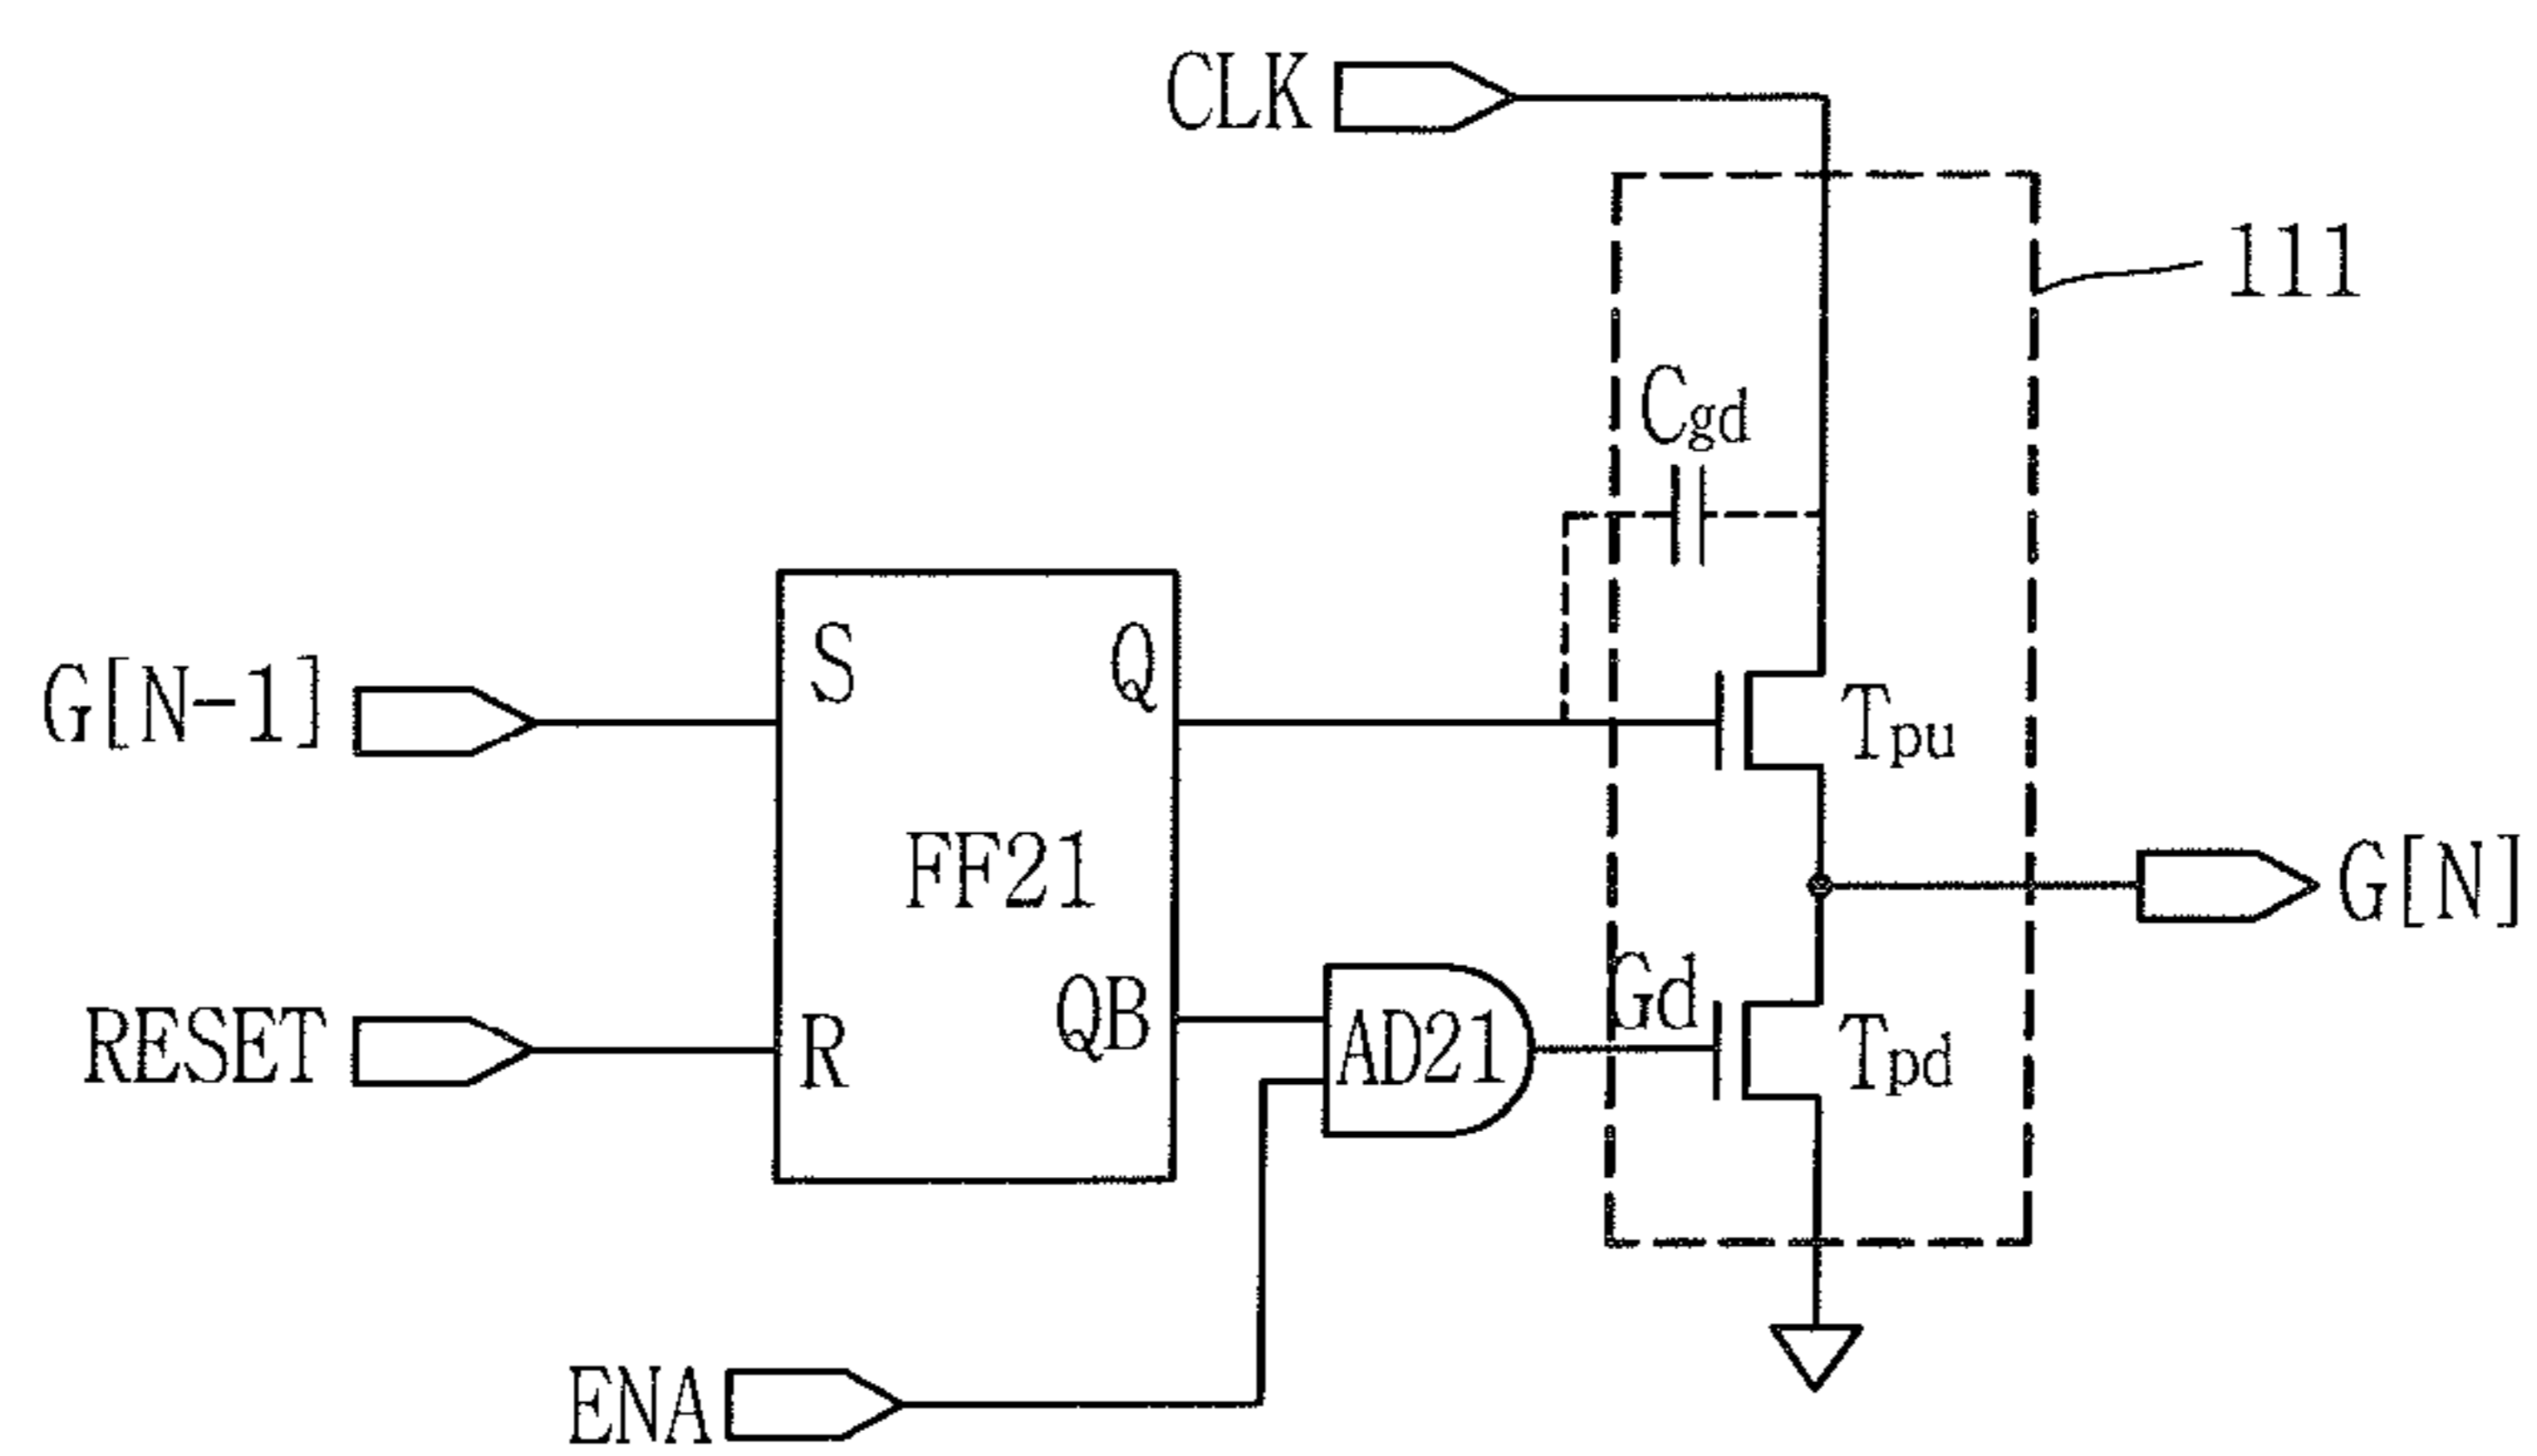 CLK
111
Cgd
G[N-1]
S
Q
Tpu
FF21
G[N]
Gd
RESET
R
QB
AD21
Tpd
ENA